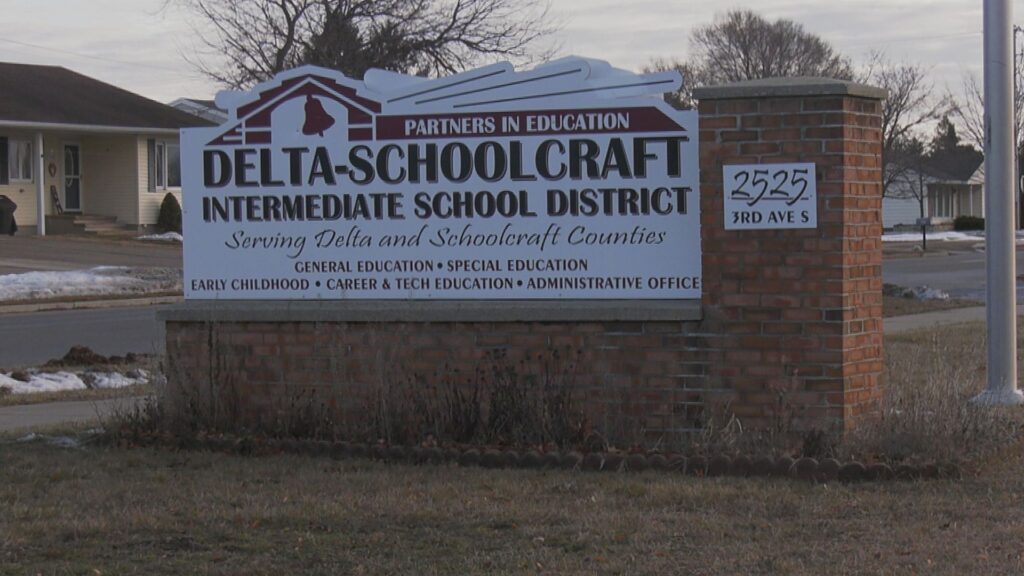 PARTNERS IN EDUCATION
DELTA-SCHOOLCRAFT
INTERMEDIATE SCHOOL DISTRICT
Serving Delta and Schoolcraft Counties
GENERAL EDUCATION • SPECIAL EDUCATION
EARLY CHILDHOOD • CAREER & TECH EDUCATION • ADMINISTRATIVE OFFICE
2525
3RD AVE S